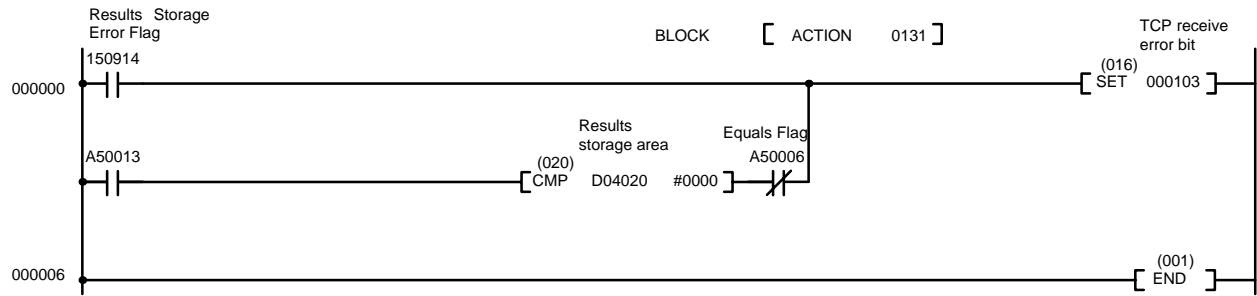 Results Storage
Error Flag
BLOCK [ ACTION 0131 ]
TCP receive
error bit
150914
000000
(016)
[ SET 000103 ]
Results
storage area
Equals Flag
A50013
(020)
[ CMP D04020 #0000 ]
A50006
000006
(001)
[ END ]